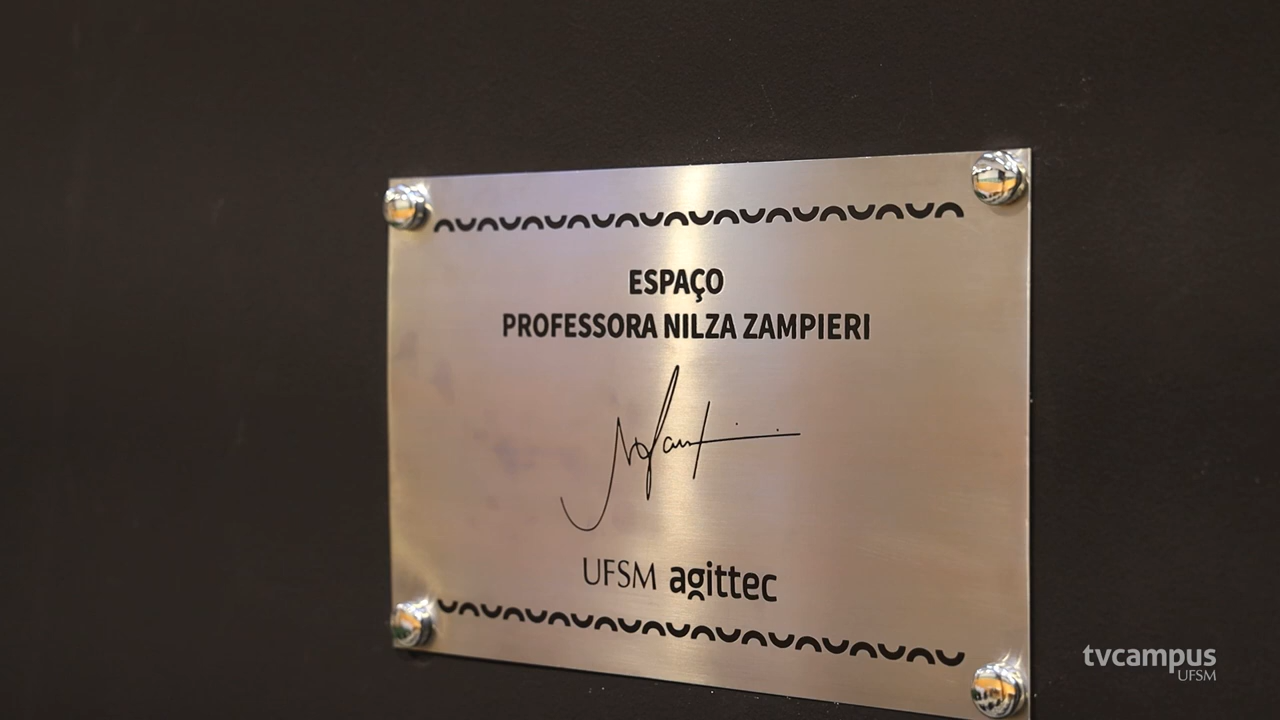 ESPAÇO
PROFESSORA NILZA ZAMPIERI
UFSM agittec
tvcampus
UFSM